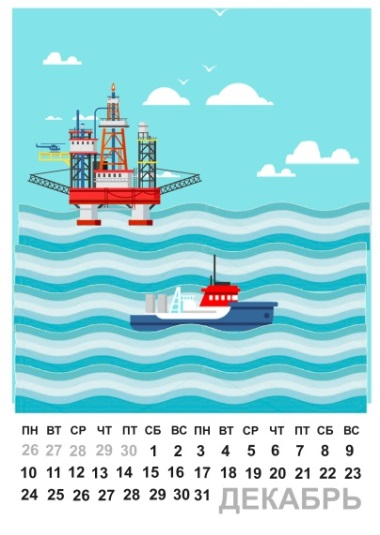 ПН ВТ СР ЧТ ПТ СБ ВС ПН ВТ СР ЧТ ПТ СБ ВС
26 27 28 29 30 1 2 3 4 5 6 7 8 9
10 11 12 13 14 15 16 17 18 19 20 21 22 23
24 25 26 27 28 29 30 31 ДЕКАБРЬ